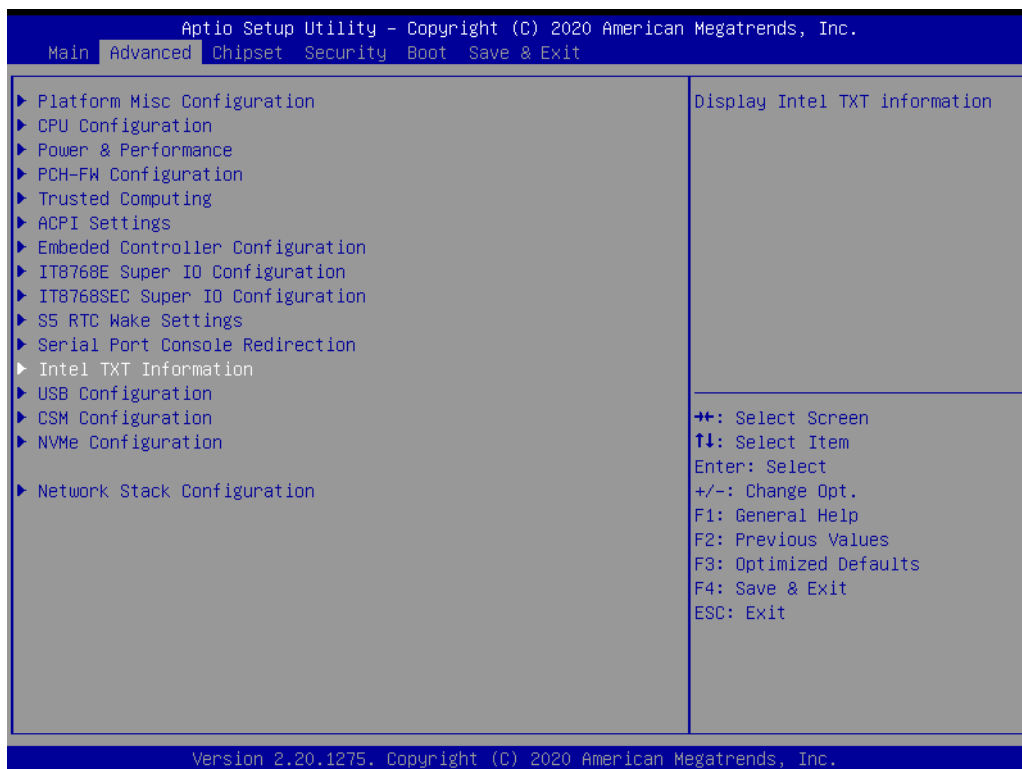 Aptio Setup Utility – Copyright (C) 2020 American Megatrends, Inc.
Main Advanced Chipset Security Boot Save & Exit
Platform Misc Configuration
CPU Configuration
Power & Performance
PCH-FW Configuration
Trusted Computing
ACPI Settings
Embeded Controller Configuration
IT8768E Super IO Configuration
IT8768SEC Super IO Configuration
S5 RTC Wake Settings
Serial Port Console Redirection
Intel TXT Information
USB Configuration
CSM Configuration
NVMe Configuration
Network Stack Configuration
Display Intel TXT information
→←: Select Screen
↑↓: Select Item
Enter: Select
+/-: Change Opt.
F1: General Help
F2: Previous Values
F3: Optimized Defaults
F4: Save & Exit
ESC: Exit
Version 2.20.1275. Copyright (C) 2020 American Megatrends, Inc.